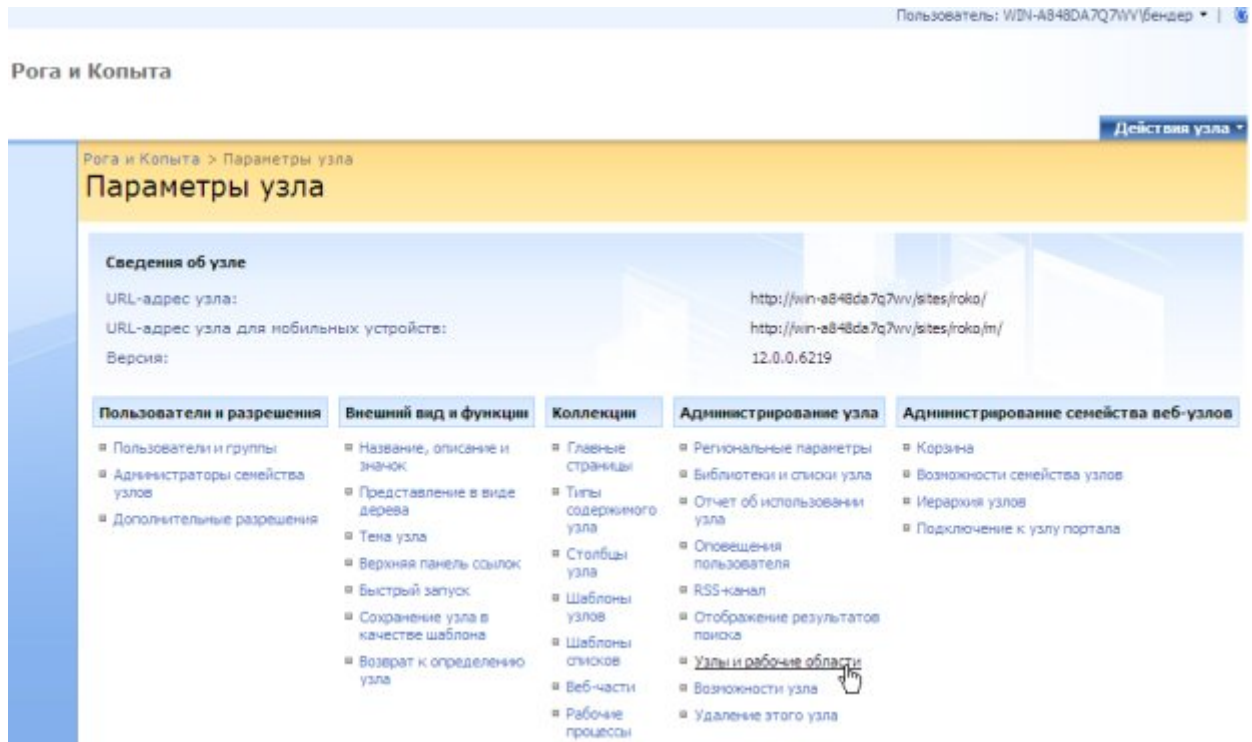 Пользователь: WIN-A848DA7Q7WV\бендер
Рога и Копыта
Действия узла
Рога и Копыта > Параметры узла
Параметры узла
Сведения об узле
URL-адрес узла: http://win-a848da7q7wv/sites/roko/
URL-адрес узла для мобильных устройств: http://win-a848da7q7wv/sites/roko/m/
Версия: 12.0.0.6219
Пользователи и разрешения
Пользователи и группы
Администраторы семейства
узлов
Дополнительные разрешения
Внешний вид и функции
Название, описание и
значок
Представление в виде
дерева
Тема узла
Верхняя панель ссылок
Быстрый запуск
Сохранение узла в
качестве шаблона
Возврат к определению
узла
Коллекции
Главные
страницы
Типы
содержимого
узла
Столбцы
узла
Шаблоны
узлов
Шаблоны
списков
Веб-части
Рабочие
процессы
Администрирование узла
Региональные параметры
Библиотеки и списки узла
Отчет об использовании
узла
Оповещения
пользователя
RSS-канал
Отображение результатов
поиска
Узлы и рабочие области
Возможности узла
Удаление этого узла
Администрирование семейства веб-узлов
Корзина
Возможности семейства узлов
Иерархия узлов
Подключение к узлу портала